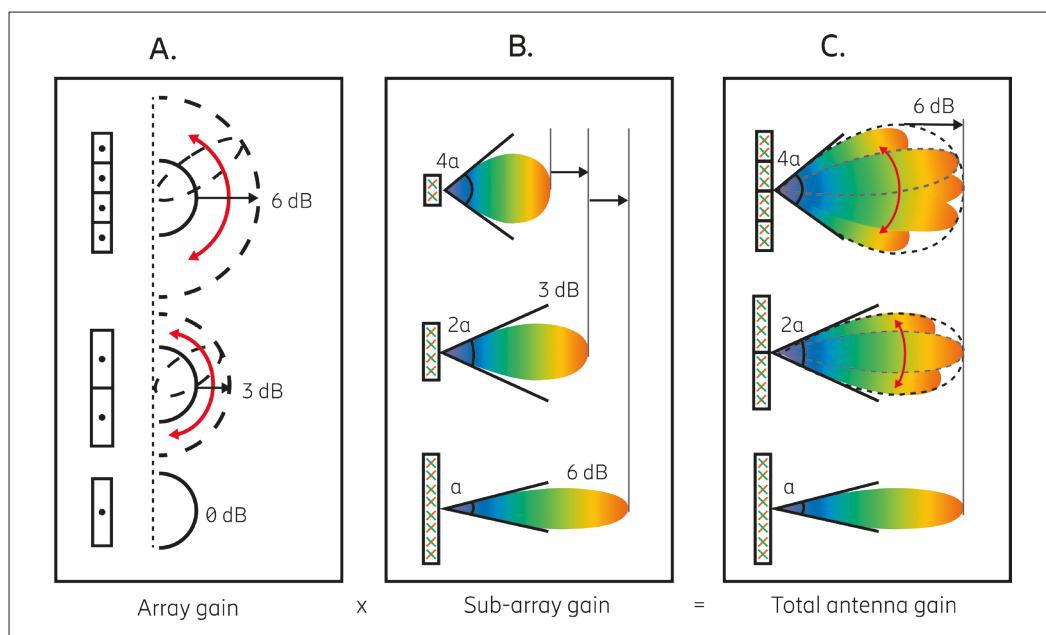 A.
B.
C.
6 dB
3 dB
0 dB
4a
3 dB
2a
6 dB
a
6 dB
4a
2a
a
Array gain x Sub-array gain = Total antenna gain